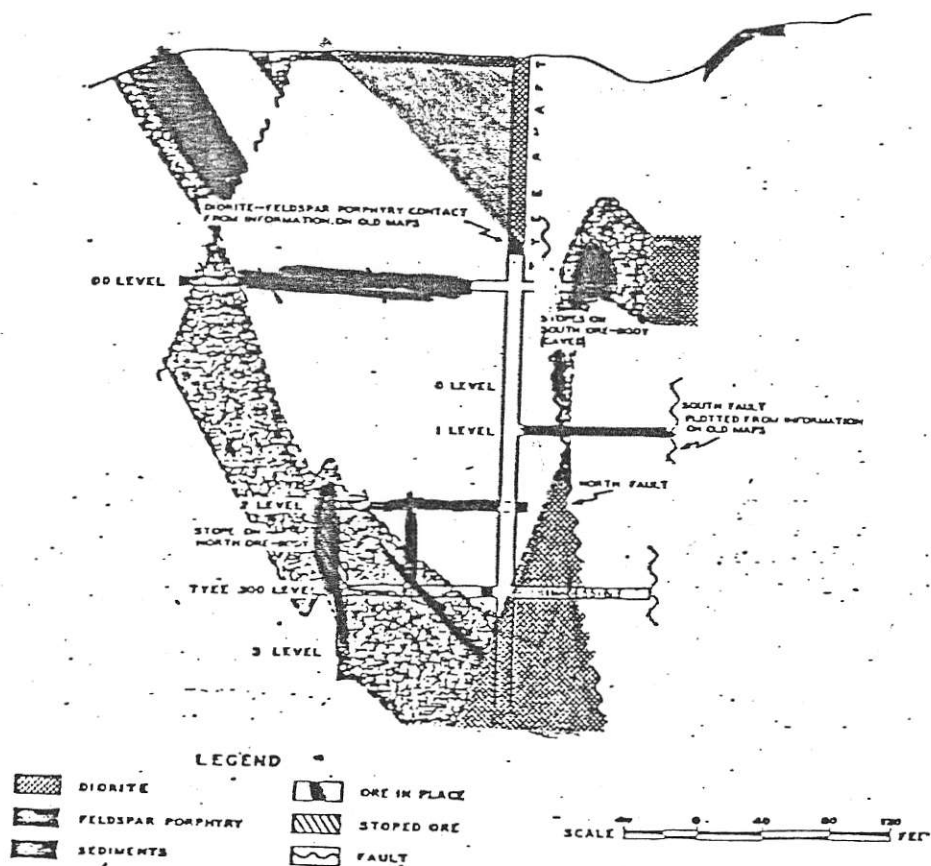 TYEE APART
DIORITE—FELDSPAR PORPHYRY CONTACT
FROM INFORMATION, ON OLD MAPS
00 LEVEL
STOPES ON
SOUTH ORE-BODY
(CAVED)
0 LEVEL
1 LEVEL
SOUTH FAULT
PLOTTED FROM INFORMATION
ON OLD MAPS
NORTH FAULT
2 LEVEL
STOPE ON
NORTH ORE-BODY
TYEE 300 LEVEL
3 LEVEL
LEGEND
DIORITE
ORE IN PLACE
FELDSPAR PORPHYRY
STOPED ORE
SEDIMENTS
FAULT
SCALE
0 40 80 120
FEET